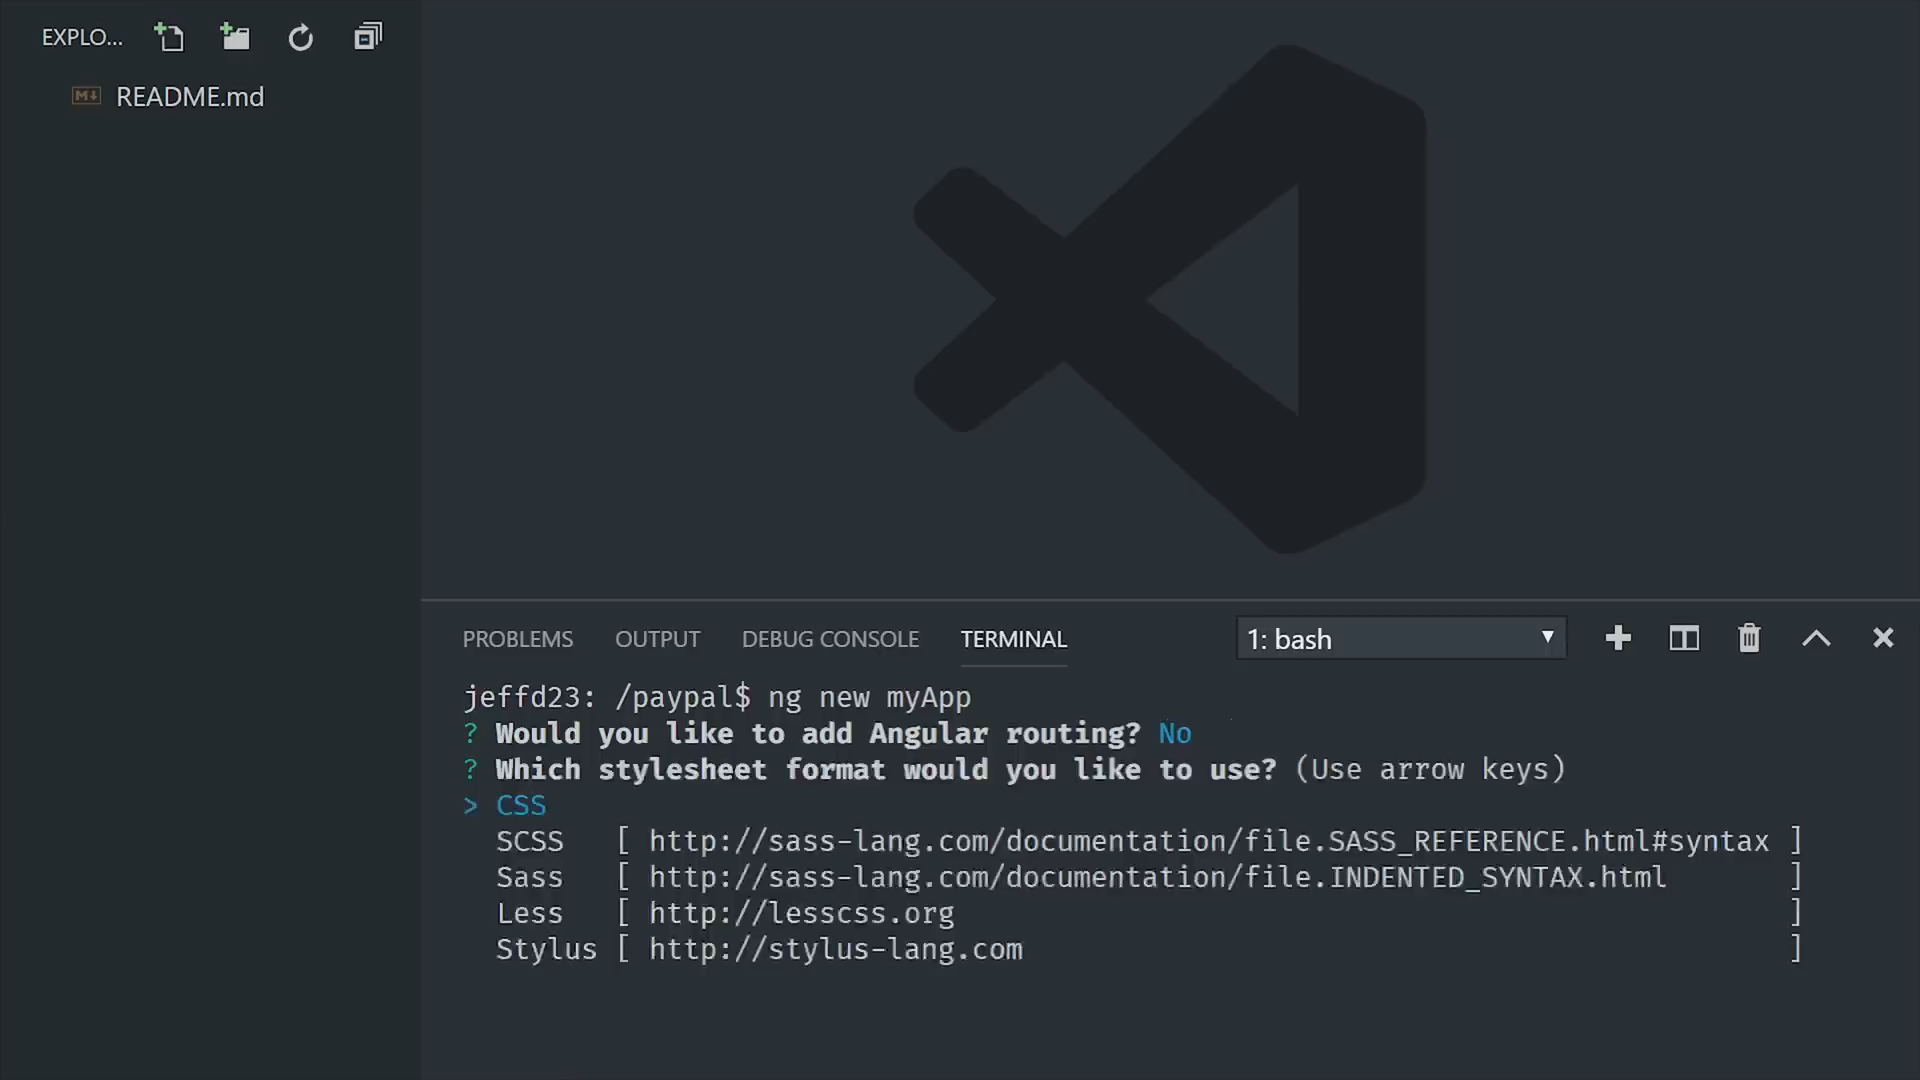 EXPLO...
README.md
PROBLEMS OUTPUT DEBUG CONSOLE TERMINAL 1: bash
jeffd23: /paypal$ ng new myApp
? Would you like to add Angular routing? No
? Which stylesheet format would you like to use? (Use arrow keys)
> CSS
SCSS [ http://sass-lang.com/documentation/file.SASS_REFERENCE.html#syntax ]
Sass [ http://sass-lang.com/documentation/file.INDENTED_SYNTAX.html ]
Less [ http://lesscss.org ]
Stylus [ http://stylus-lang.com ]